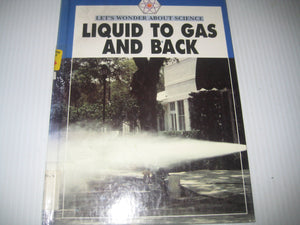 LET'S WONDER ABOUT SCIENCE
LIQUID TO GAS
AND BACK